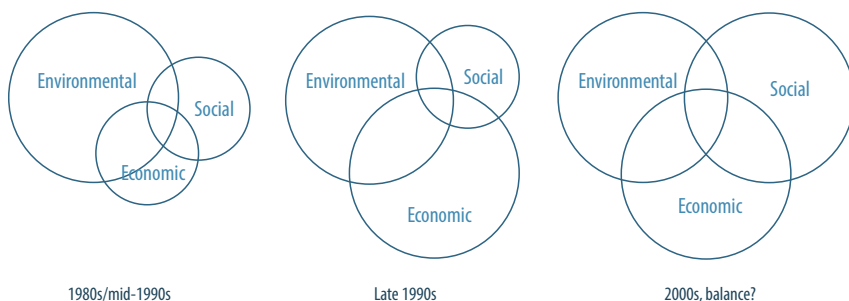 Environmental
Social
Economic
1980s/mid-1990s
Environmental
Social
Economic
Late 1990s
Environmental
Social
Economic
2000s, balance?